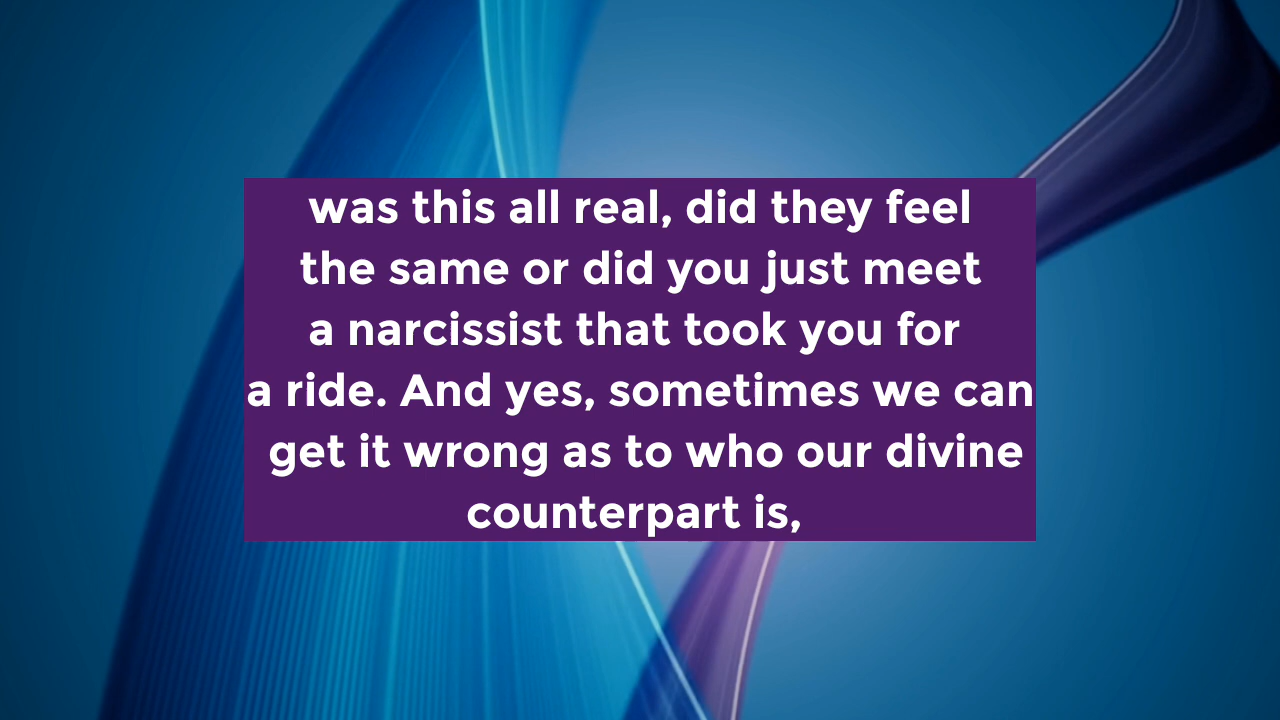 was this all real, did they feel
the same or did you just meet
a narcissist that took you for
a ride. And yes, sometimes we can
get it wrong as to who our divine
counterpart is,